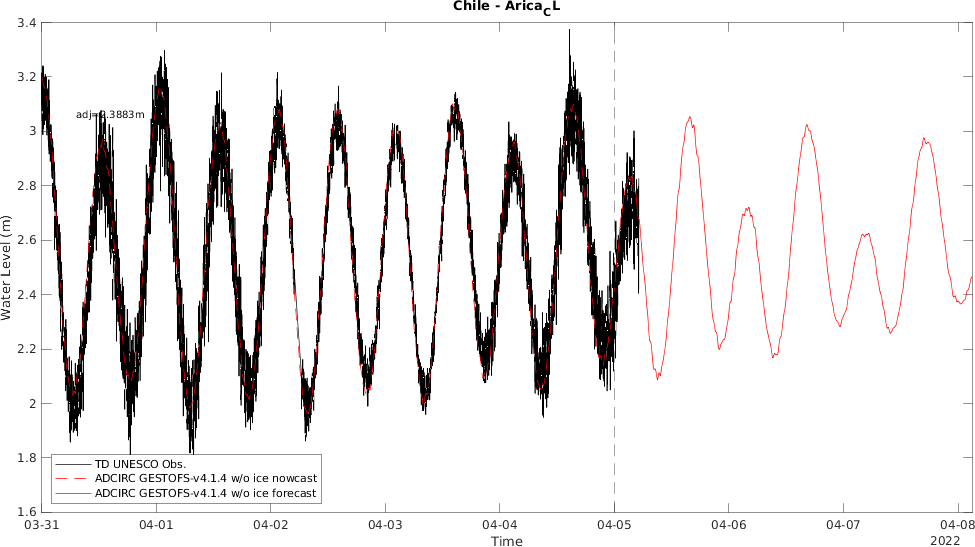 Chile - Arica_CL
3.4
3.2
3
2.8
2.6
2.4
2.2
2
1.8
1.6
Water Level (m)
adj=2.3883m
TD UNESCO Obs.
ADCIRC GESTOFS-v4.1.4 w/o ice nowcast
ADCIRC GESTOFS-v4.1.4 w/o ice forecast
03-31 04-01 04-02 04-03 04-04 04-05 04-06 04-07 04-08
Time
2022